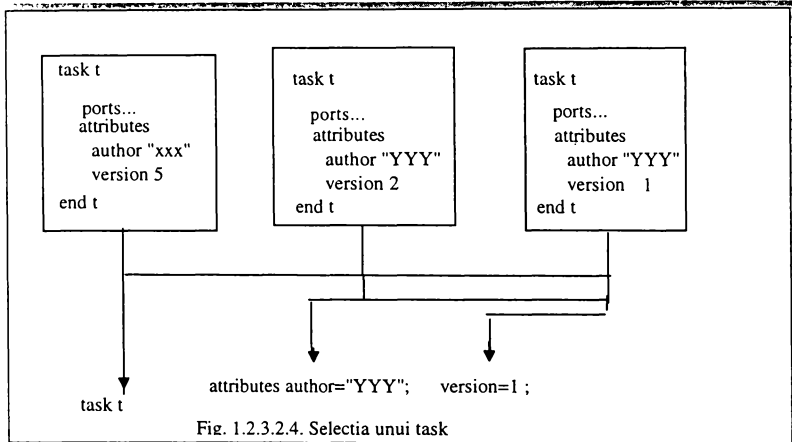 task t
ports...
attributes
author "xxx"
version 5
end t
task t
ports...
attributes
author "YYY"
version 2
end t
task t
ports...
attributes
author "YYY"
version 1
end t
attributes author="YYY"; version=1 ;
task t
Fig. 1.2.3.2.4. Selectia unui task